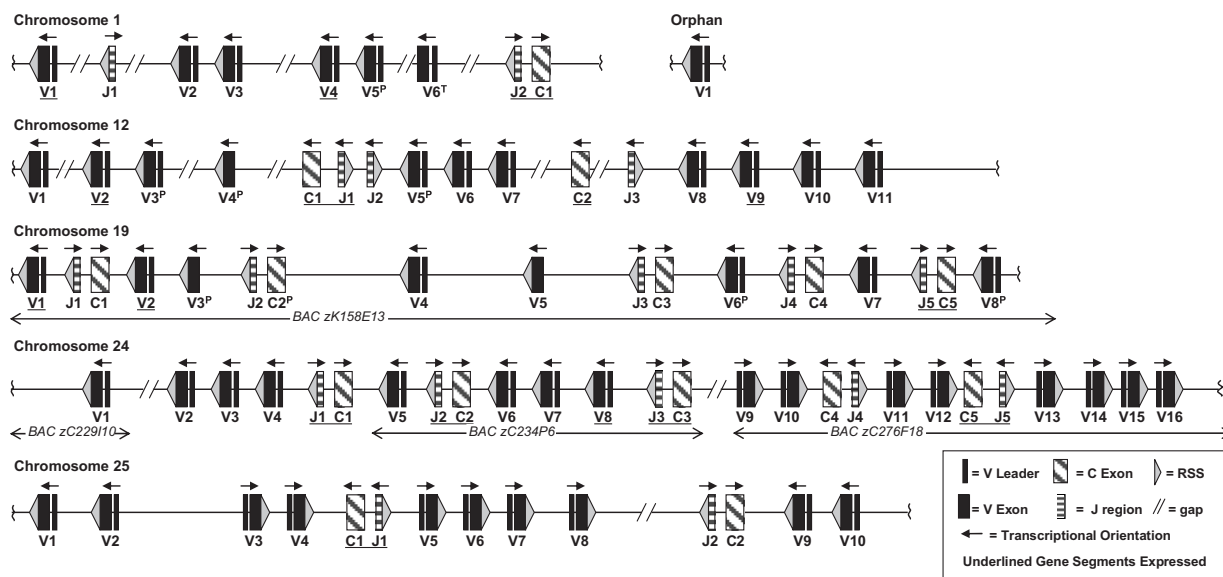 Chromosome 1 Orphan
V1 J1 V2 V3 V4 V5ᴾ V6ᵀ J2 C1 V1
Chromosome 12
V1 V2 V3ᴾ V4ᴾ C1 J1 J2 V5ᴾ V6 V7 C2 J3 V8 V9 V10 V11
Chromosome 19
V1 J1 C1 V2 V3ᴾ J2 C2ᴾ V4 V5 J3 C3 V6ᴾ J4 C4 V7 J5 C5 V8ᴾ
BAC zK158E13
Chromosome 24
V1 V2 V3 V4 J1 C1 V5 J2 C2 V6 V7 V8 J3 C3 V9 V10 C4 J4 V11 V12 C5 J5 V13 V14 V15 V16
BAC zC229I10 BAC zC234P6 BAC zC276F18
Chromosome 25
V1 V2 V3 V4 C1 J1 V5 V6 V7 V8 J2 C2 V9 V10
= V Leader = C Exon = RSS
= V Exon = J region = gap
= Transcriptional Orientation
Underlined Gene Segments Expressed